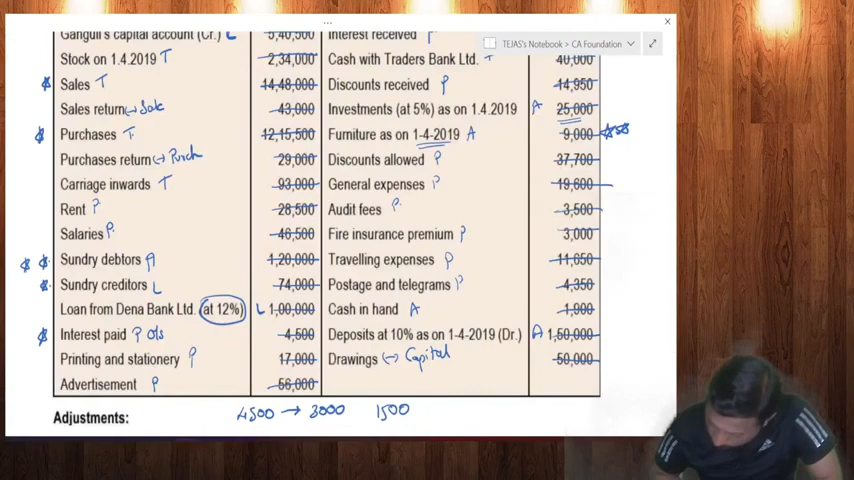 Ganguli's capital account (Cr.) L 5,40,500 Interest received P
TEJAS's Notebook > CA Foundation
Stock on 1.4.2019 T 2,34,000 Cash with Traders Bank Ltd. 40,000
Sales T 14,48,000 Discounts received P 14,950
Sales return (-) Sale 43,000 Investments (at 5%) as on 1.4.2019 A 25,000
Purchases T 12,15,500 Furniture as on 1-4-2019 A 9,000
Purchases return (-) Purch 29,000 Discounts allowed P 37,700
Carriage inwards T 93,000 General expenses P 19,600
Rent P 28,500 Audit fees P 3,500
Salaries P 46,500 Fire insurance premium P 3,000
Sundry debtors A 1,20,000 Travelling expenses P
Sundry creditors L 74,000 Postage and telegrams P 4,350
Loan from Dena Bank Ltd. (at 12%) L 1,00,000 Cash in hand A 1,900
Interest paid P O/s 4,500 Deposits at 10% as on 1-4-2019 (Dr.) A 1,50,000
Printing and stationery P 17,000 Drawings (-) Capital 50,000
Advertisement P 56,000
Adjustments: 4500 → 3000 1500
adidas